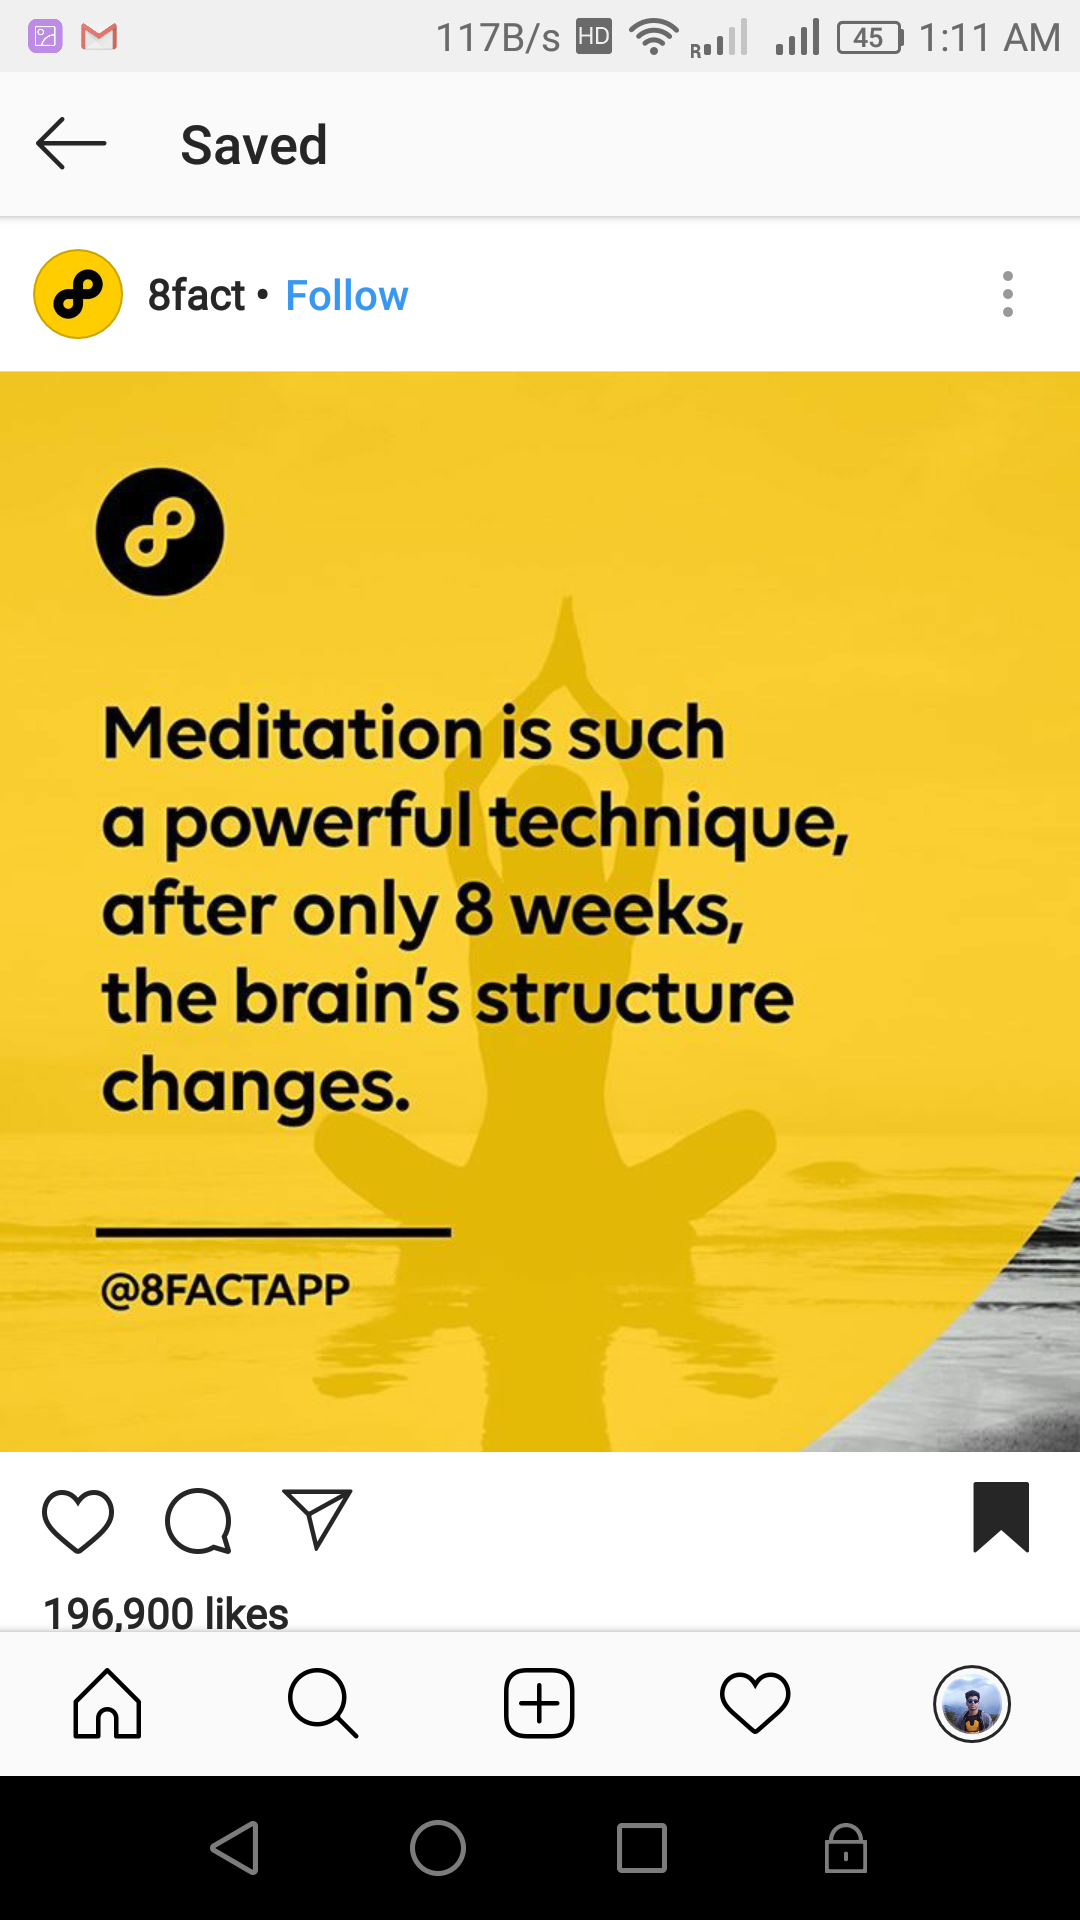 117B/s HD R 45 1:11 AM
Saved
8fact • Follow
Meditation is such
a powerful technique,
after only 8 weeks,
the brain's structure
changes.
@8FACTAPP
196,900 likes